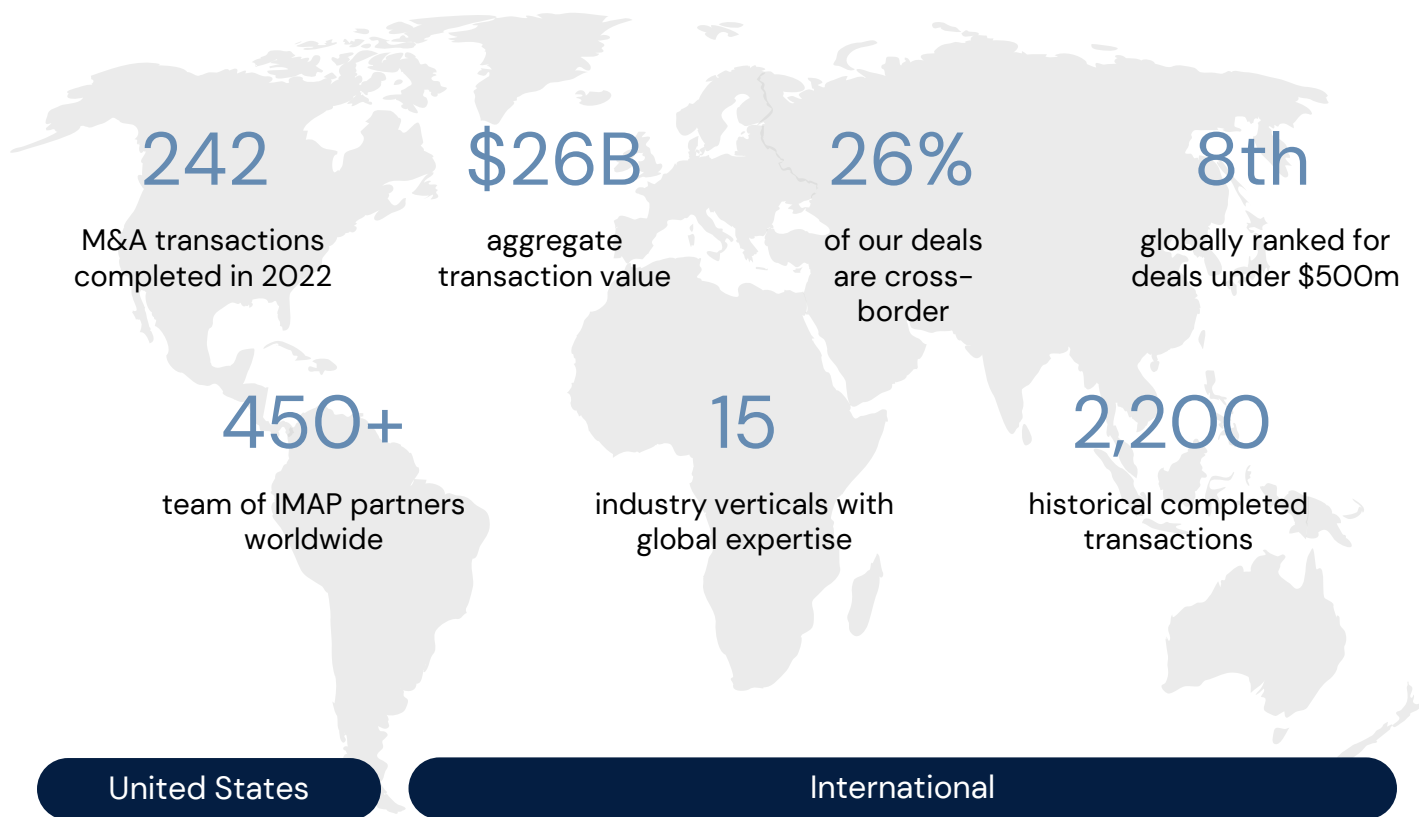 242
M&A transactions
completed in 2022
$26B
aggregate
transaction value
26%
of our deals
are cross-
border
8th
globally ranked for
deals under $500m
450+
team of IMAP partners
worldwide
15
industry verticals with
global expertise
2,200
historical completed
transactions
United States
International